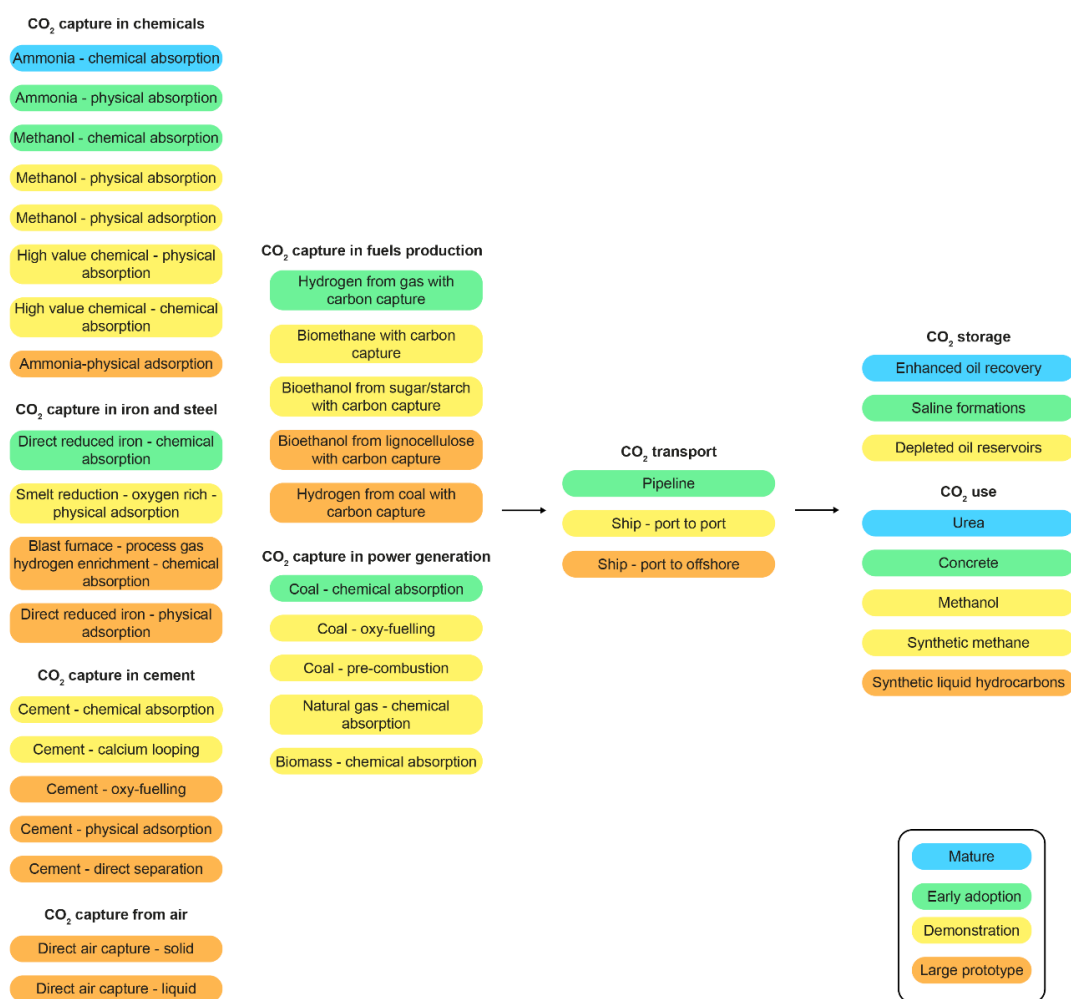 CO₂ capture in chemicals
Ammonia - chemical absorption
Ammonia - physical absorption
Methanol - chemical absorption
Methanol - physical absorption
Methanol - physical adsorption
High value chemical - physical
absorption
High value chemical - chemical
absorption
Ammonia-physical adsorption
CO₂ capture in iron and steel
Direct reduced iron - chemical
absorption
Smelt reduction - oxygen rich -
physical adsorption
Blast furnace - process gas
hydrogen enrichment - chemical
absorption
Direct reduced iron - physical
adsorption
CO₂ capture in cement
Cement - chemical absorption
Cement - calcium looping
Cement - oxy-fuelling
Cement - physical adsorption
Cement - direct separation
CO₂ capture from air
Direct air capture - solid
Direct air capture - liquid
CO₂ capture in fuels production
Hydrogen from gas with
carbon capture
Biomethane with carbon
capture
Bioethanol from sugar/starch
with carbon capture
Bioethanol from lignocellulose
with carbon capture
Hydrogen from coal with
carbon capture
CO₂ capture in power generation
Coal - chemical absorption
Coal - oxy-fuelling
Coal - pre-combustion
Natural gas - chemical
absorption
Biomass - chemical absorption
CO₂ transport
Pipeline
Ship - port to port
Ship - port to offshore
CO₂ storage
Enhanced oil recovery
Saline formations
Depleted oil reservoirs
CO₂ use
Urea
Concrete
Methanol
Synthetic methane
Synthetic liquid hydrocarbons
Mature
Early adoption
Demonstration
Large prototype